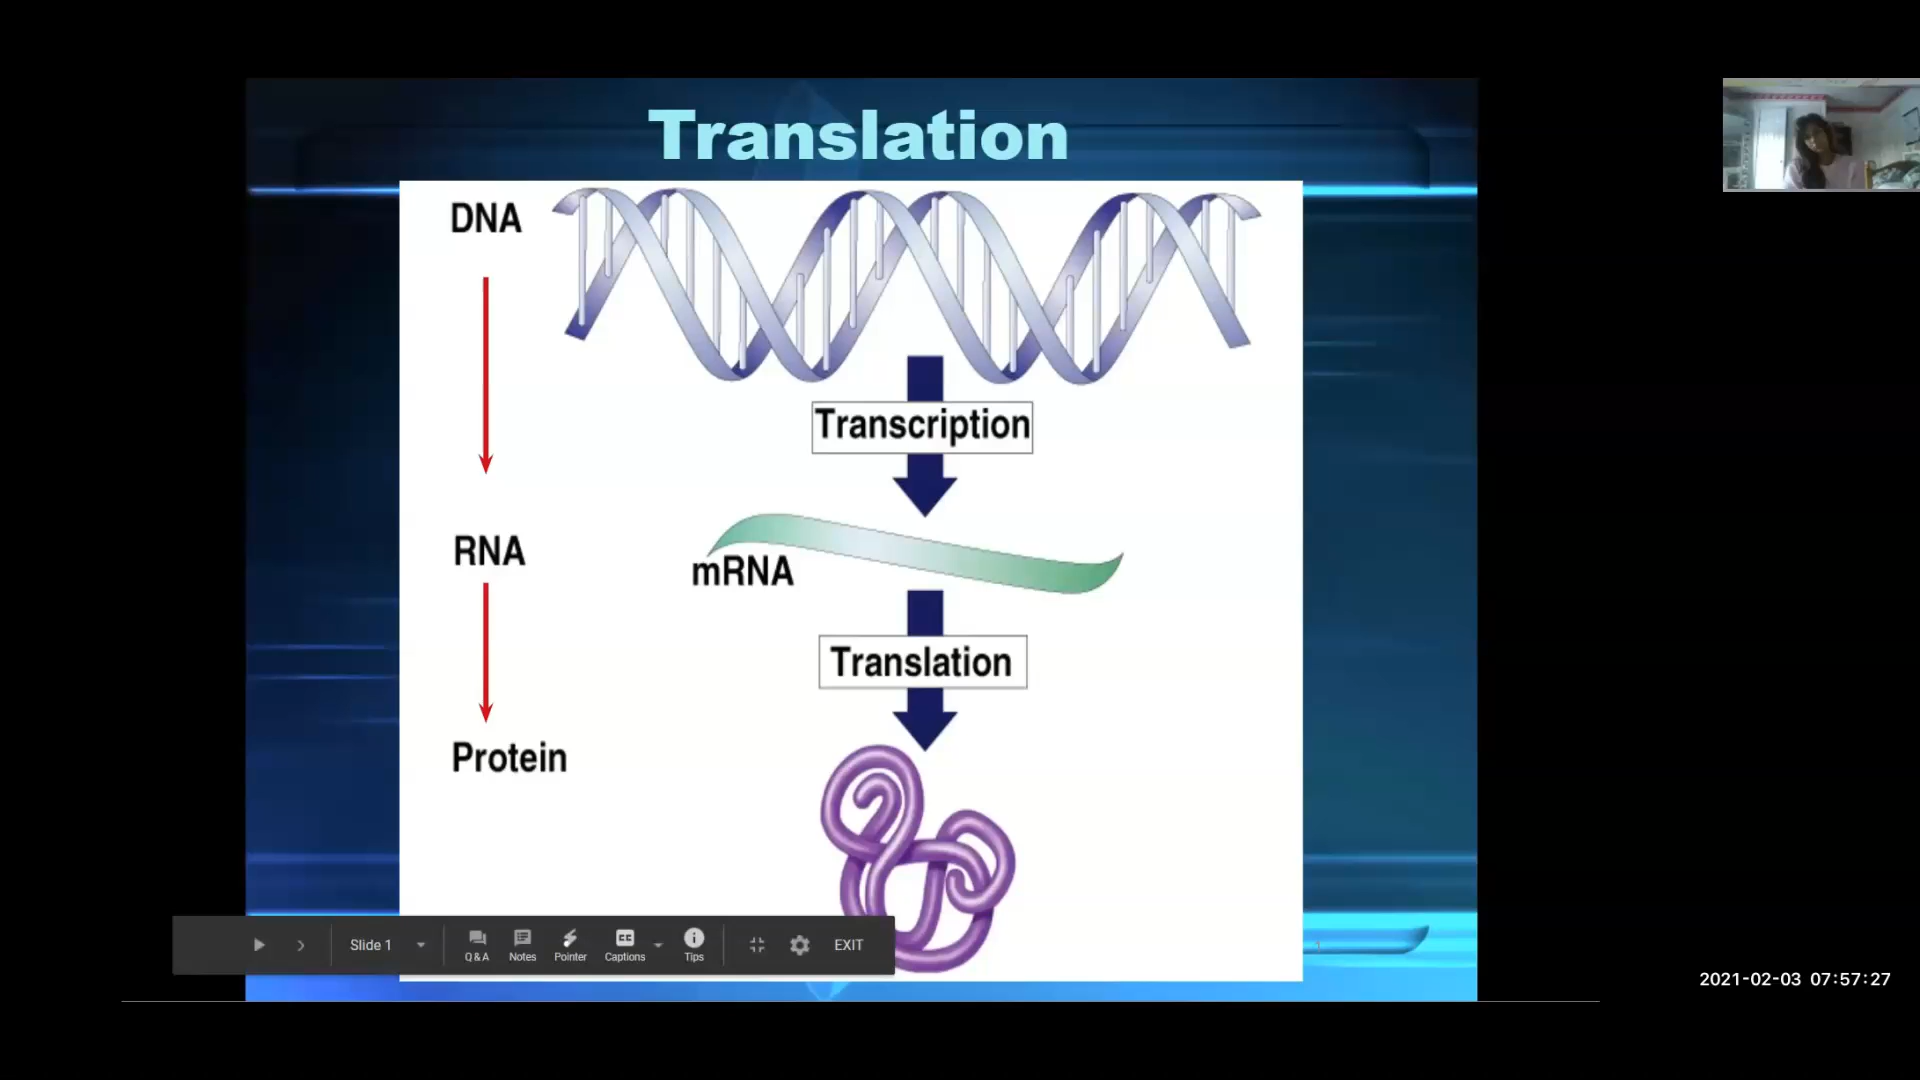 Translation
DNA
Transcription
RNA
mRNA
Translation
Protein
Slide 1
Q&A
Notes
CC
Pointer
Captions
Tips
EXIT
2021-02-03 07:57:27